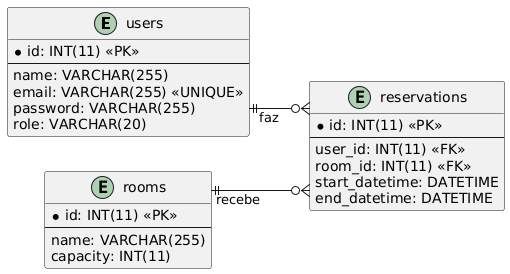 E users
* id: INT(11) «PK»
name: VARCHAR(255)
email: VARCHAR(255) «UNIQUE»
password: VARCHAR(255)
role: VARCHAR(20)
faz
E reservations
* id: INT(11) «PK»
user_id: INT(11) «FK»
room_id: INT(11) «FK»
start_datetime: DATETIME
end_datetime: DATETIME
E rooms
* id: INT(11) «PK»
name: VARCHAR(255)
capacity: INT(11)
recebe